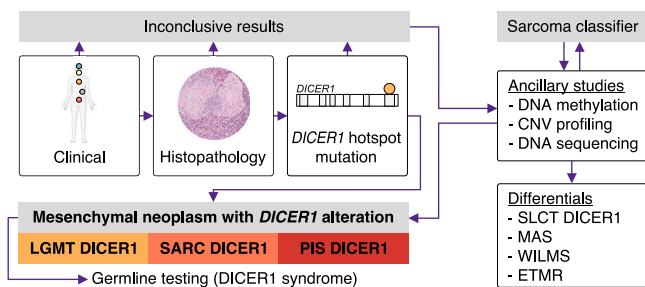 Inconclusive results
Sarcoma classifier
Clinical
Histopathology
DICER1
DICER1 hotspot
mutation
Ancillary studies
- DNA methylation
- CNV profiling
- DNA sequencing
Mesenchymal neoplasm with DICER1 alteration
LGMT DICER1
SARC DICER1
PIS DICER1
Germline testing (DICER1 syndrome)
Differentials
- SLCT DICER1
- MAS
- WILMS
- ETMR